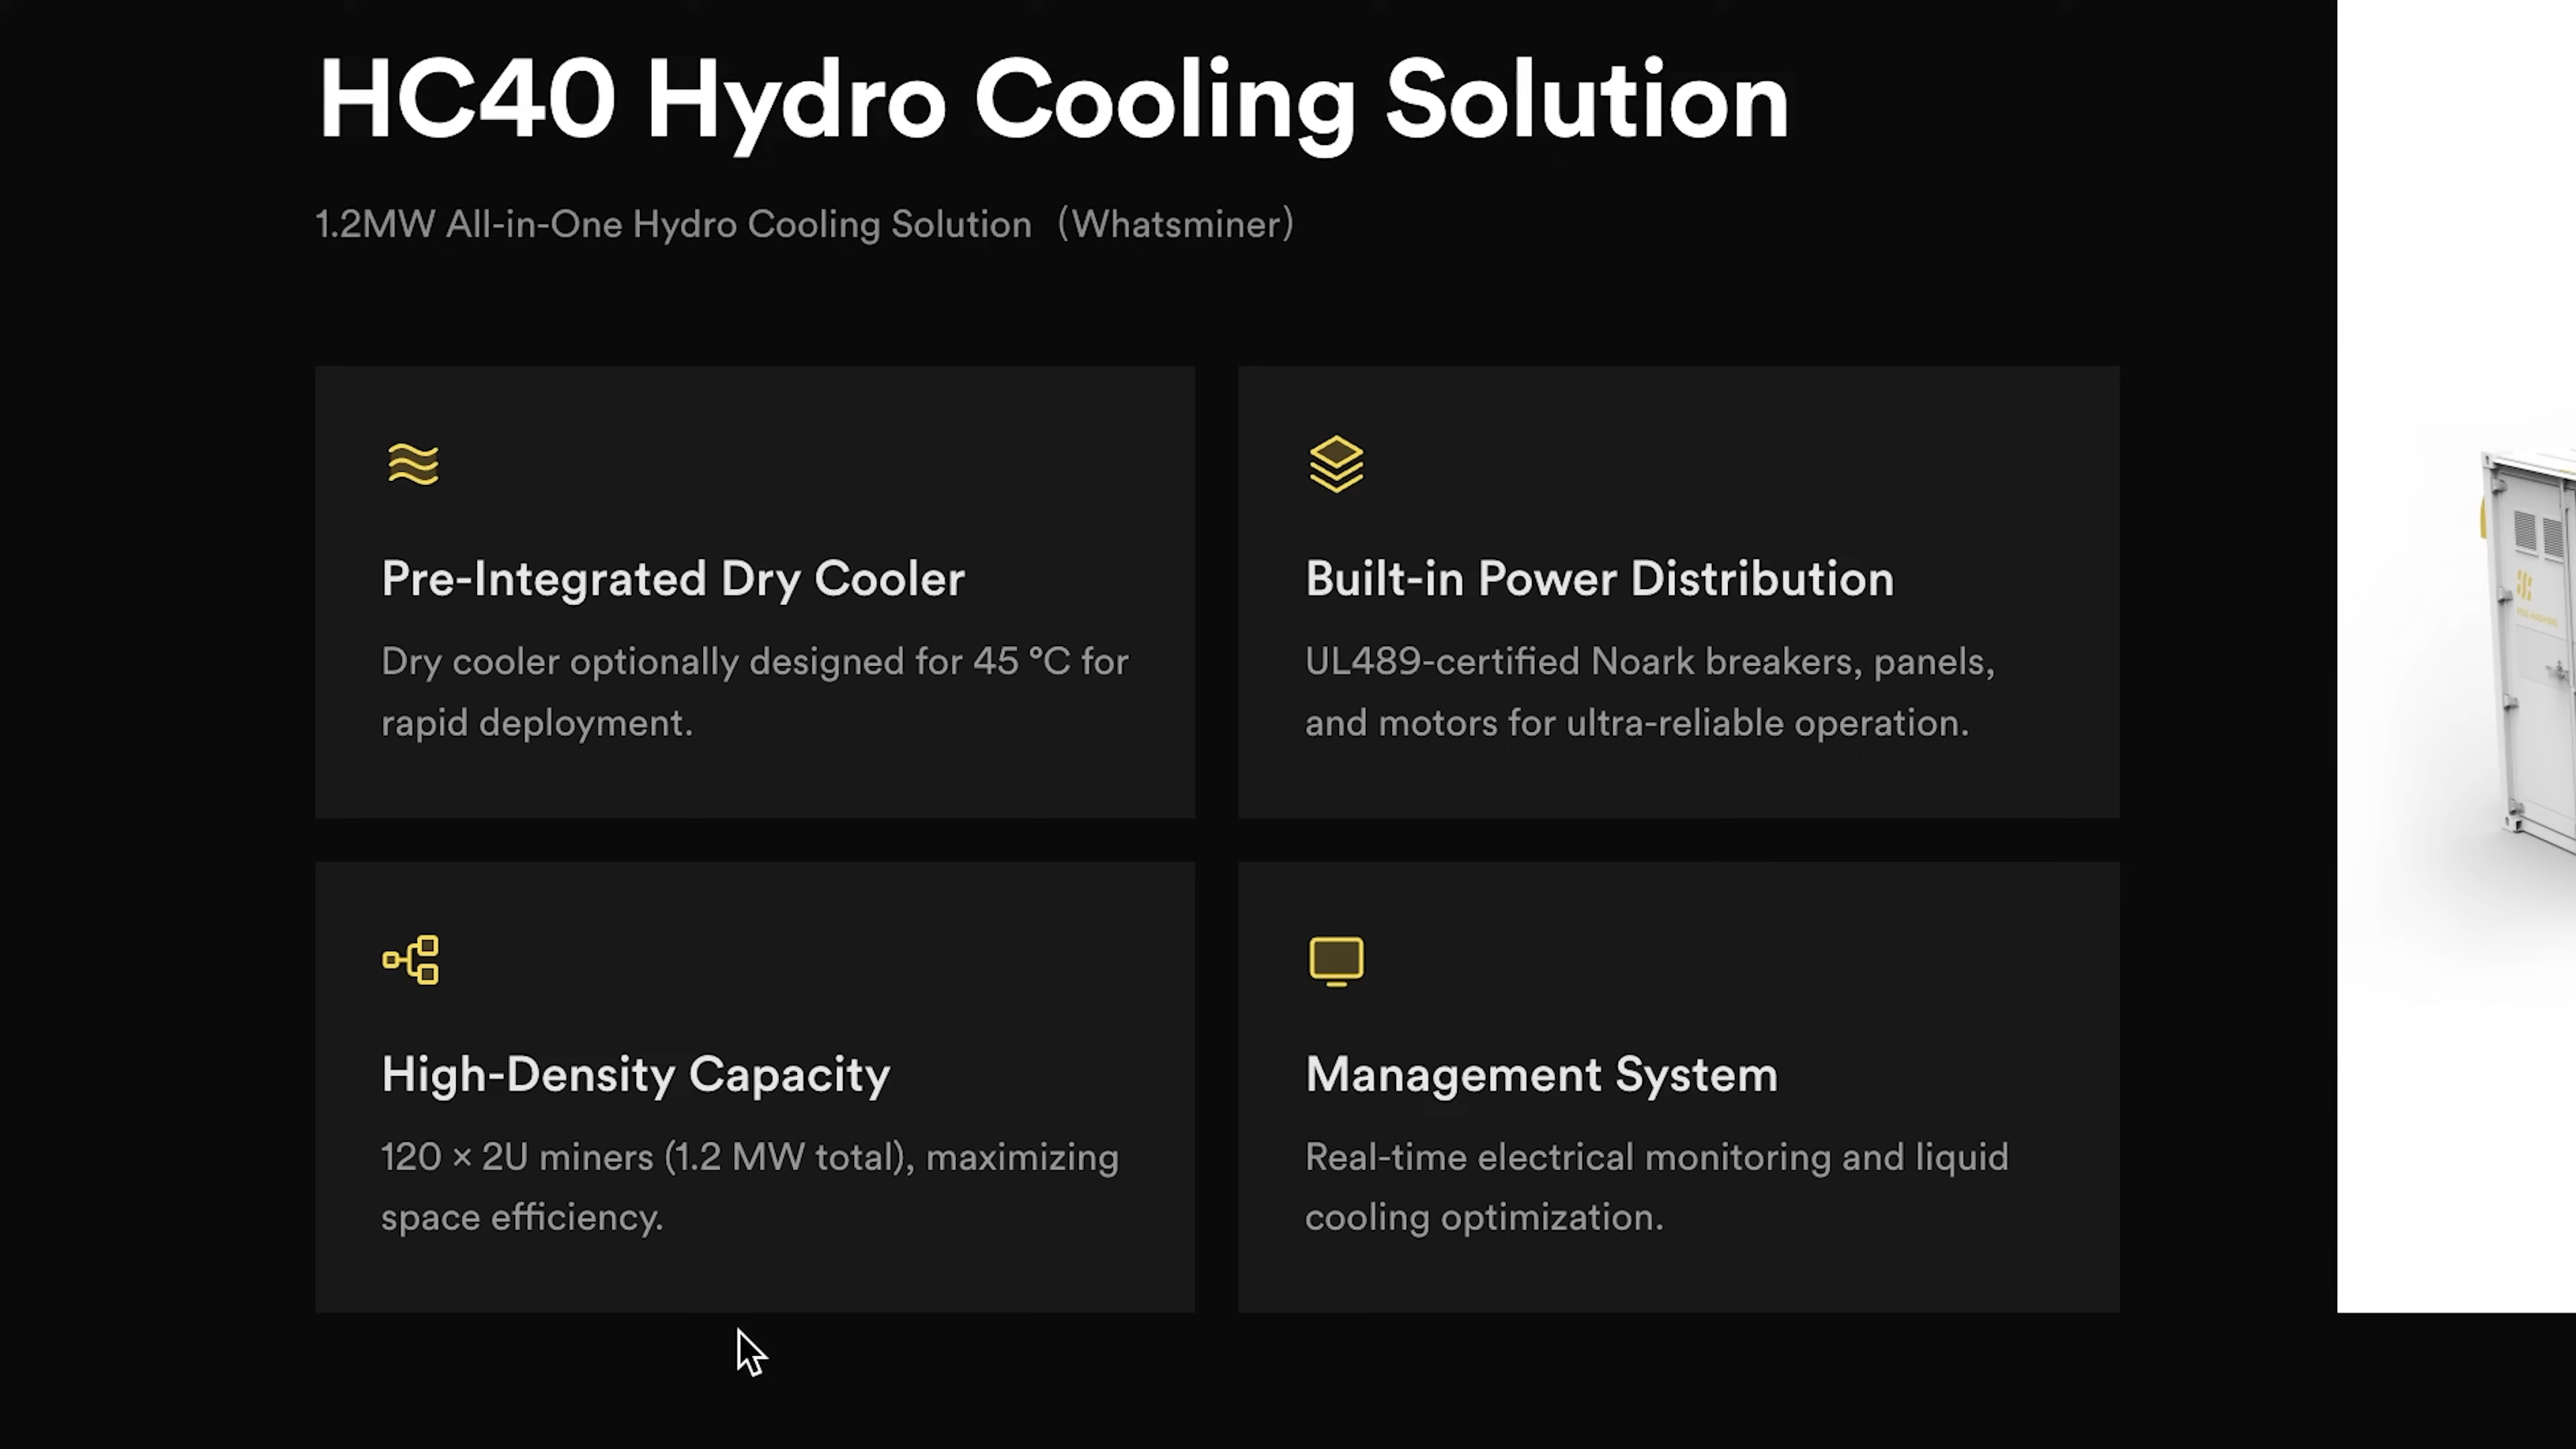 HC40 Hydro Cooling Solution
1.2MW All-in-One Hydro Cooling Solution（Whatsminer）
Pre-Integrated Dry Cooler
Dry cooler optionally designed for 45 °C for
rapid deployment.
Built-in Power Distribution
UL489-certified Noark breakers, panels,
and motors for ultra-reliable operation.
High-Density Capacity
120 × 2U miners (1.2 MW total), maximizing
space efficiency.
Management System
Real-time electrical monitoring and liquid
cooling optimization.